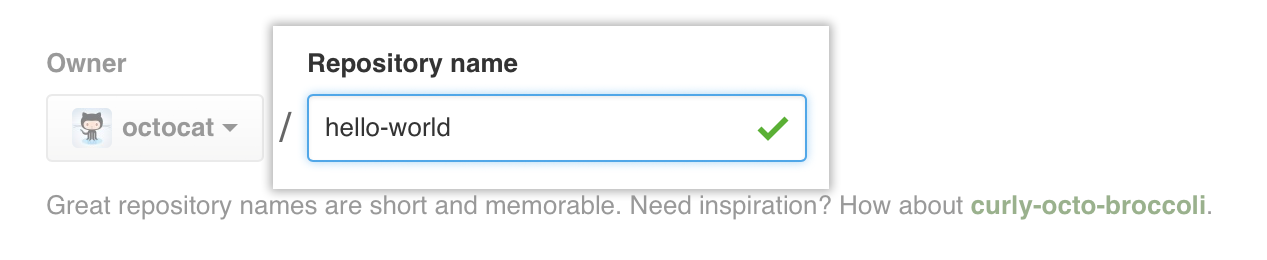 Owner
Repository name
octocat / hello-world
Great repository names are short and memorable. Need inspiration? How about curly-octo-broccoli.